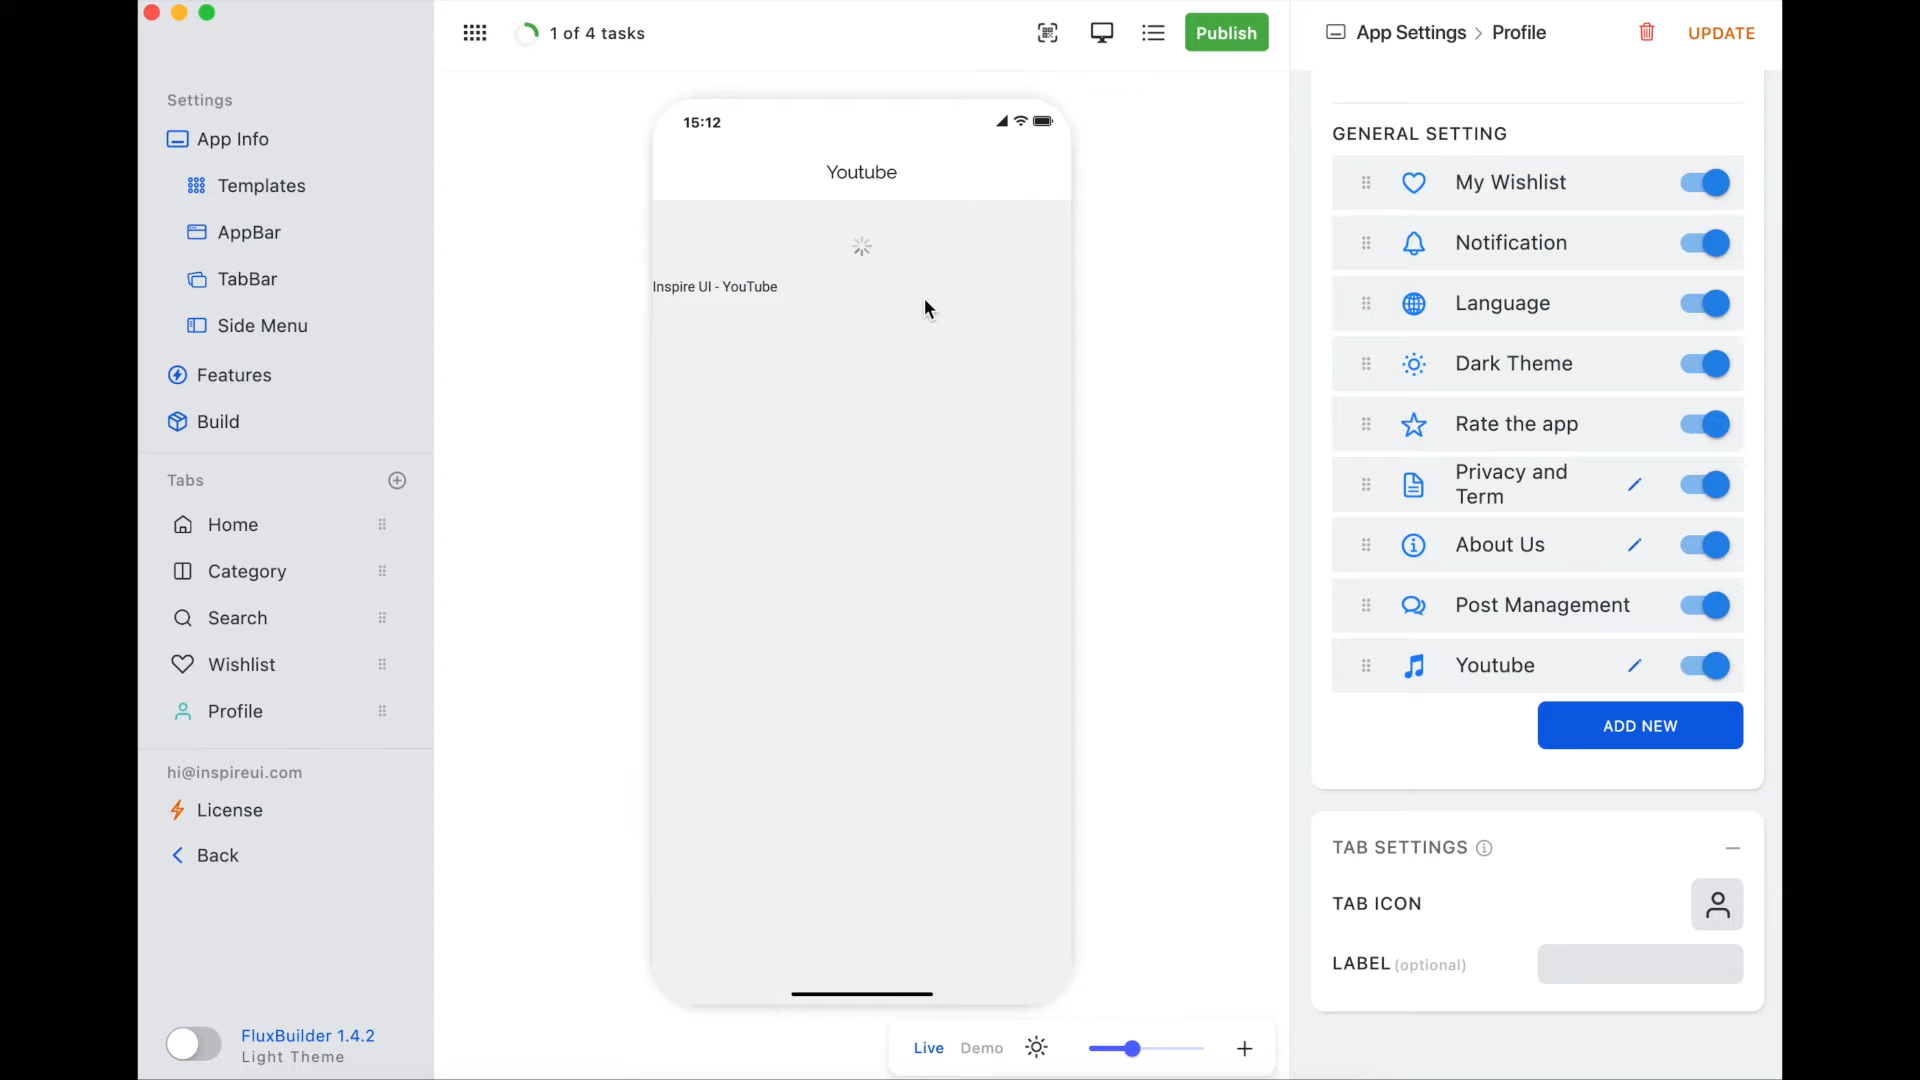 Settings
App Info
Templates
AppBar
TabBar
Side Menu
Features
Build
Tabs
Home
Category
Search
Wishlist
Profile
hi@inspireui.com
License
Back
FluxBuilder 1.4.2
Light Theme
1 of 4 tasks
Publish
15:12
Youtube
Inspire UI - YouTube
Live Demo
App Settings > Profile
UPDATE
GENERAL SETTING
My Wishlist
Notification
Language
Dark Theme
Rate the app
Privacy and
Term
About Us
Post Management
Youtube
ADD NEW
TAB SETTINGS
TAB ICON
LABEL (optional)